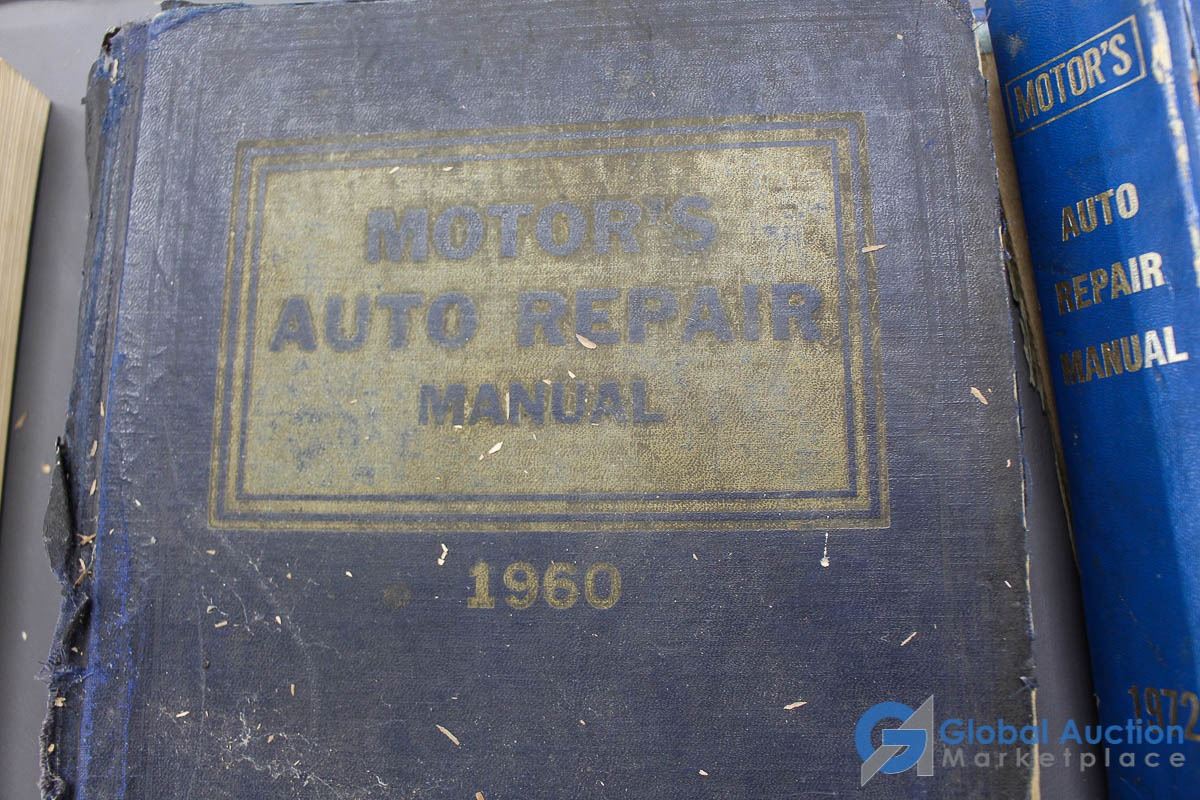 MOTOR'S
AUTO REPAIR
MANUAL
1960
MOTOR'S
AUTO
REPAIR
MANUAL
1972
Global Auction
Marketplace